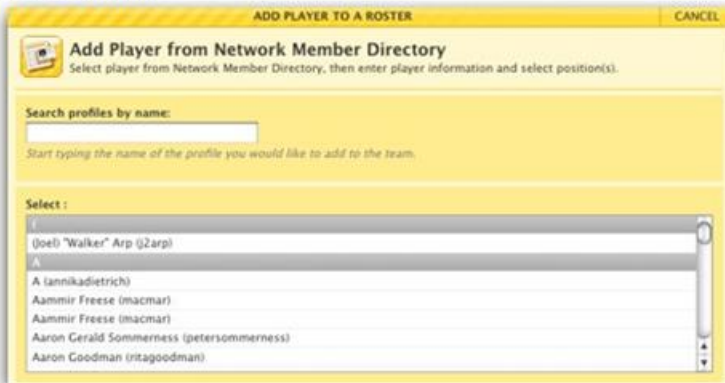 ADD PLAYER TO A ROSTER
CANCEL
Add Player from Network Member Directory
Select player from Network Member Directory, then enter player information and select position(s).
Search profiles by name:
Start typing the name of the profile you would like to add to the team.
Select :
(
(Joel) "Walker" Arp (j2arp)
A
A (annikadietrich)
Aammir Freese (macmar)
Aammir Freese (macmar)
Aaron Gerald Sommerness (petersommerness)
Aaron Goodman (ritagoodman)